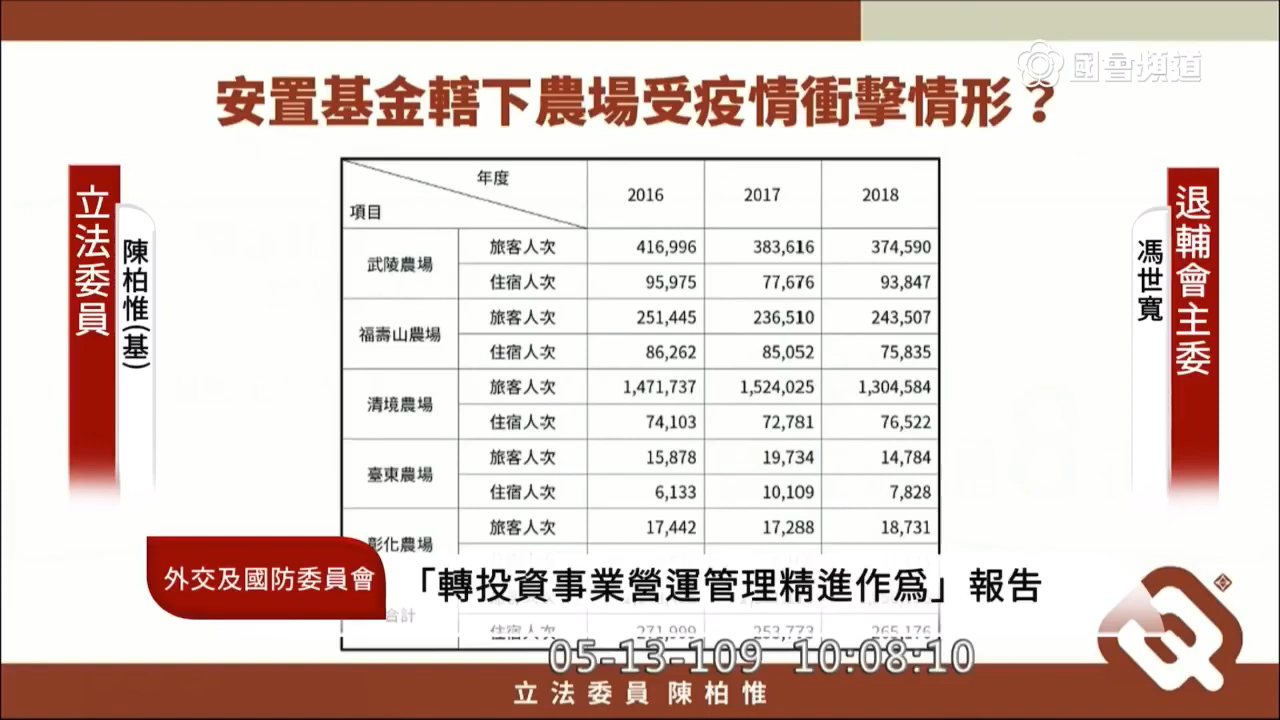 國會頻道
安置基金轄下農場受疫情衝擊情形？
立法委員
陳柏惟(基)
退輔會主委
馮世寬
年度
項目
2016 2017 2018
武陵農場
旅客人次 416,996 383,616 374,590
住宿人次 95,975 77,676 93,847
福壽山農場
旅客人次 251,445 236,510 243,507
住宿人次 86,262 85,052 75,835
清境農場
旅客人次 1,471,737 1,524,025 1,304,584
住宿人次 74,103 72,781 76,522
臺東農場
旅客人次 15,878 19,734 14,784
住宿人次 6,133 10,109 7,828
彰化農場
旅客人次 17,442 17,288 18,731
合計
住宿人次 271,999 253,773 265,176
外交及國防委員會
「轉投資事業營運管理精進作為」報告
05-13-109 10:08:10
立法委員 陳柏惟